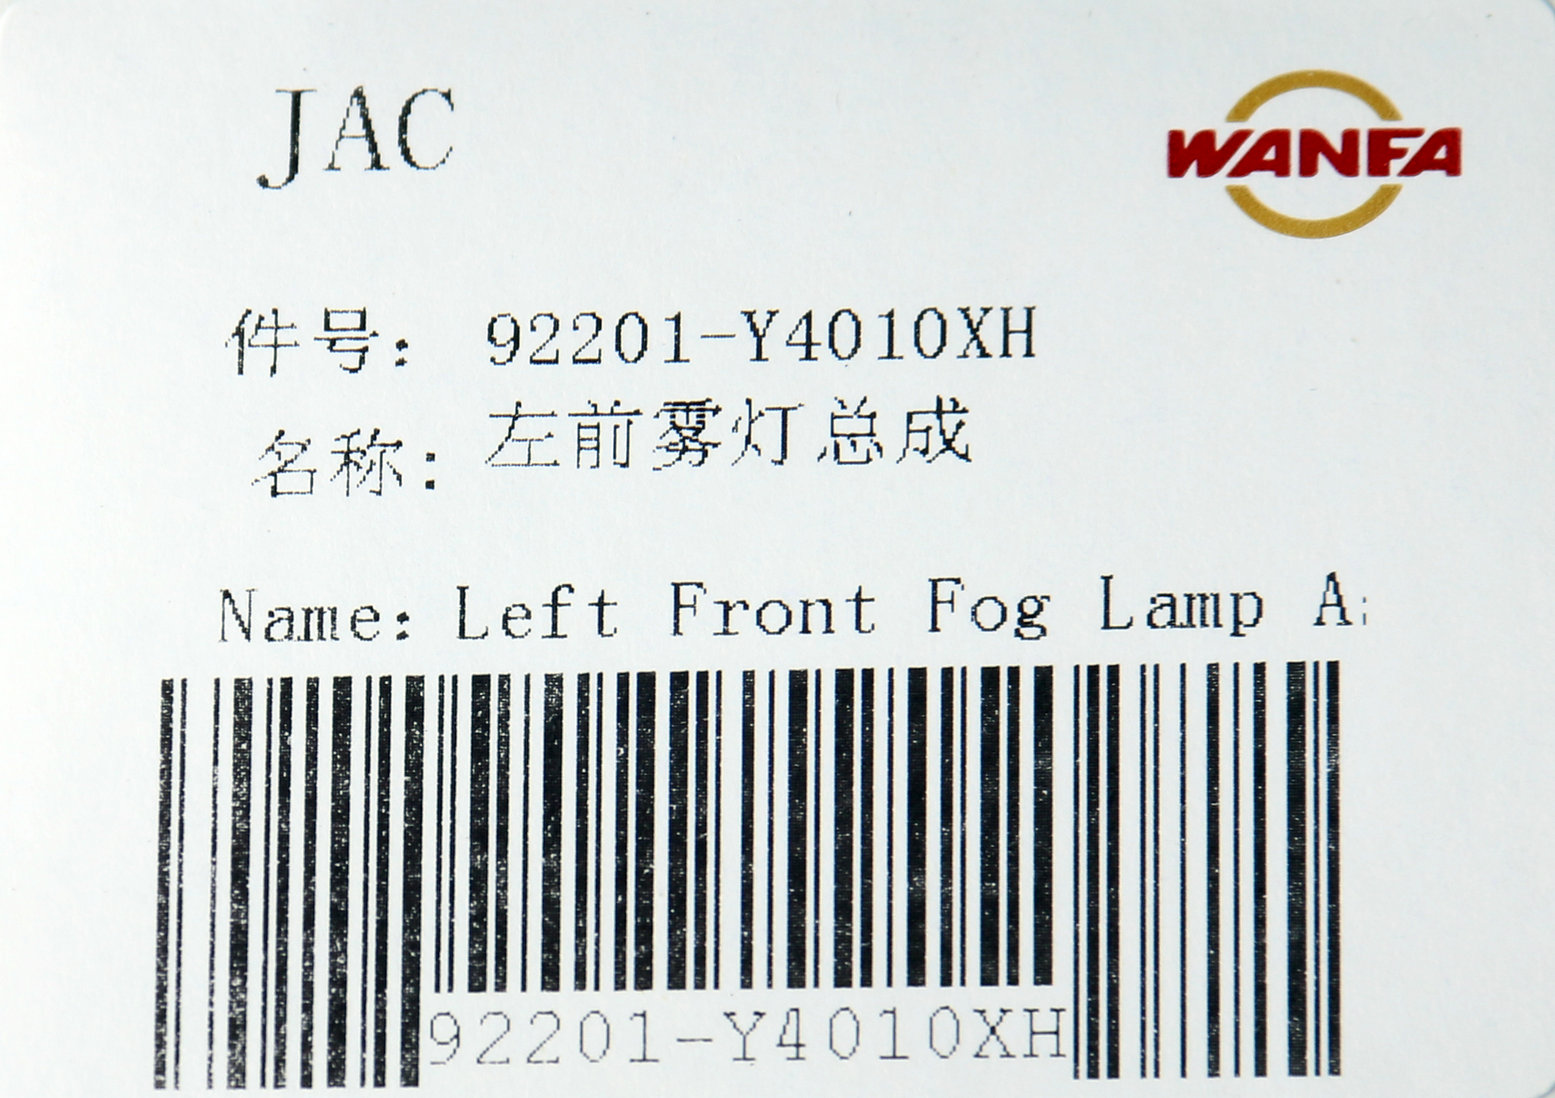 JAC
WANFA
件号: 92201-Y4010XH
名称: 左前雾灯总成
Name: Left Front Fog Lamp
92201-Y4010XH